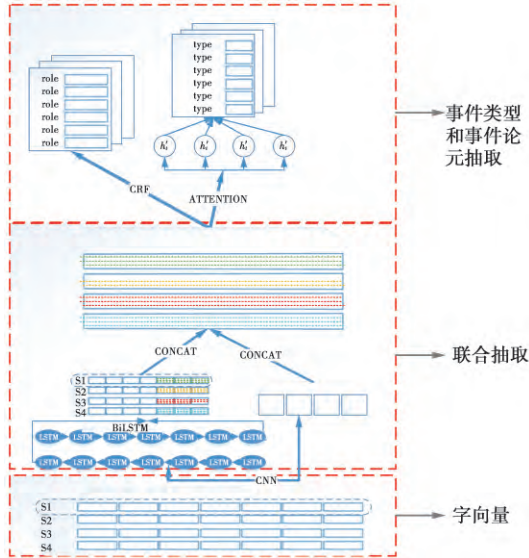 type
type
type
type
type
type
role
role
role
role
role
role
事件类型
和事件论
元抽取
CRF
ATTENTION
CONCAT
CONCAT
联合抽取
S1
S2
S3
S4
BiLSTM
LSTM LSTM LSTM LSTM LSTM LSTM LSTM
LSTM LSTM LSTM LSTM LSTM LSTM LSTM
CNN
S1
S2
S3
S4
字向量